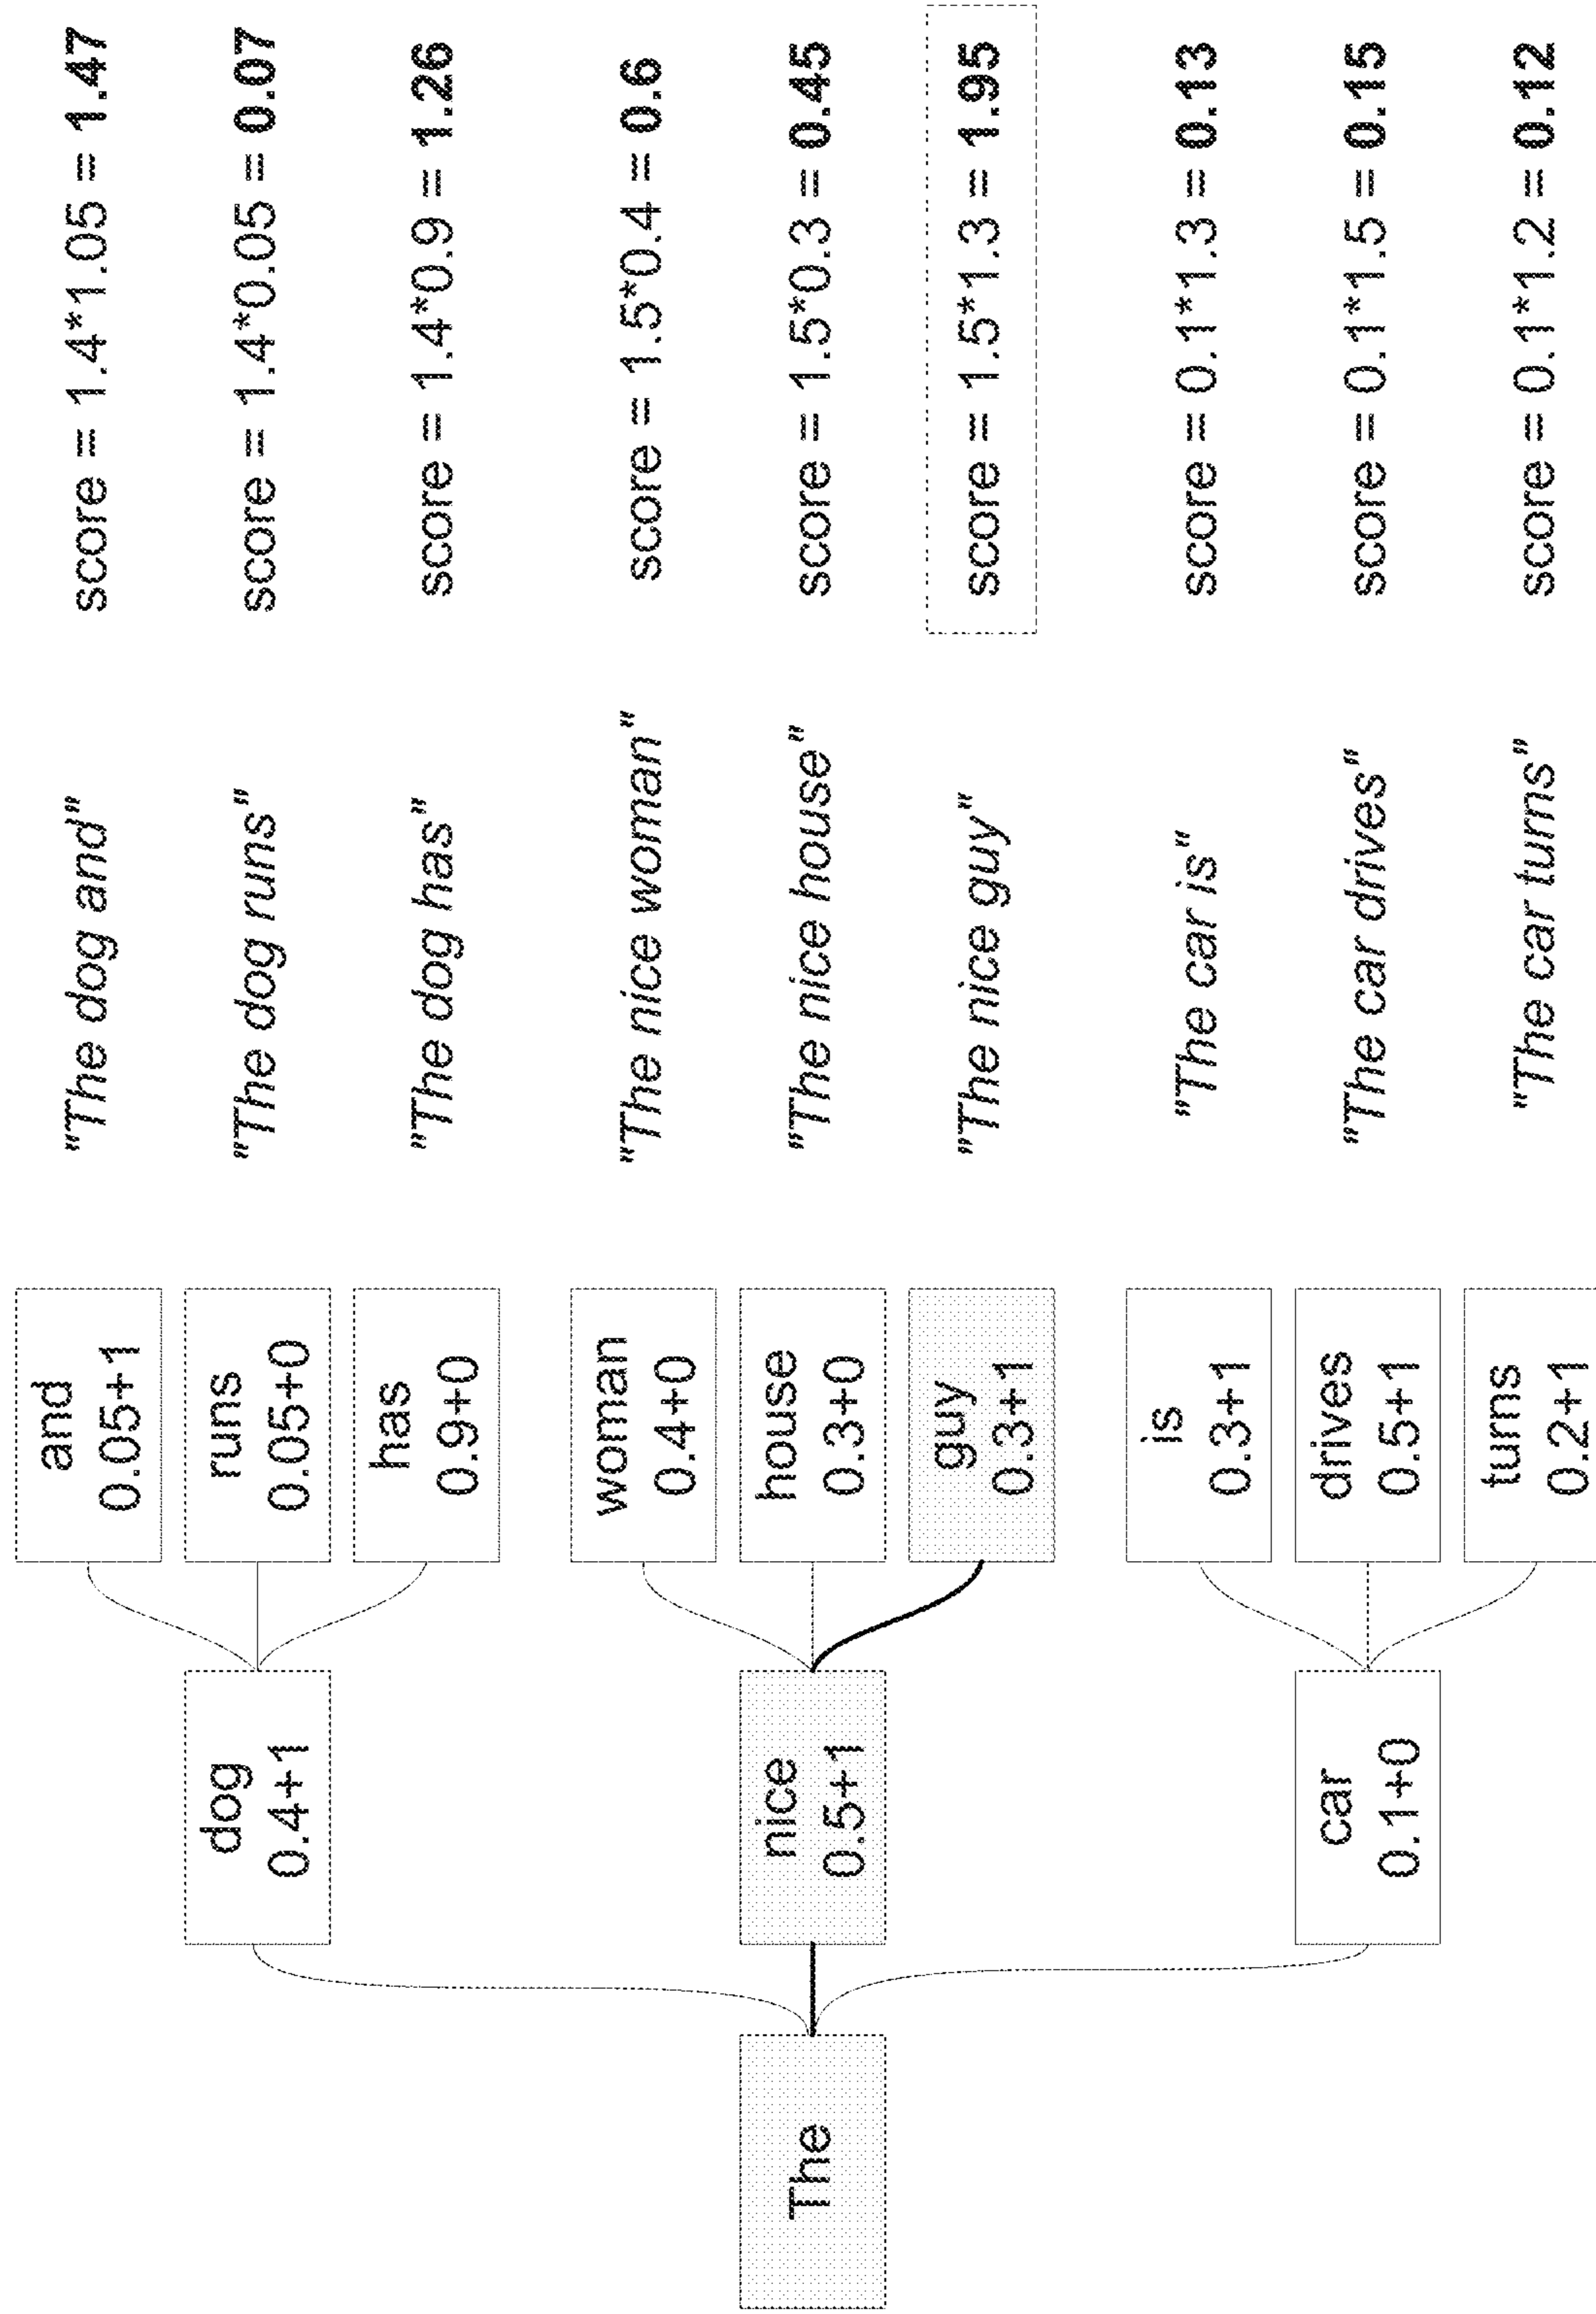 The
dog
0.4+1
nice
0.5+1
car
0.1+0
and
0.05+1
runs
0.05+0
has
0.9+0
woman
0.4+0
house
0.3+0
guy
0.3+1
is
0.3+1
drives
0.5+1
turns
0.2+1
"The dog and"
"The dog runs"
"The dog has"
"The nice woman"
"The nice house"
"The nice guy"
"The car is"
"The car drives"
"The car turns"
score = 1.4*1.05 = 1.47
score = 1.4*0.05 = 0.07
score = 1.4*0.9 = 1.26
score = 1.5*0.4 = 0.6
score = 1.5*0.3 = 0.45
score = 1.5*1.3 = 1.95
score = 0.1*1.3 = 0.13
score = 0.1*1.5 = 0.15
score = 0.1*1.2 = 0.12